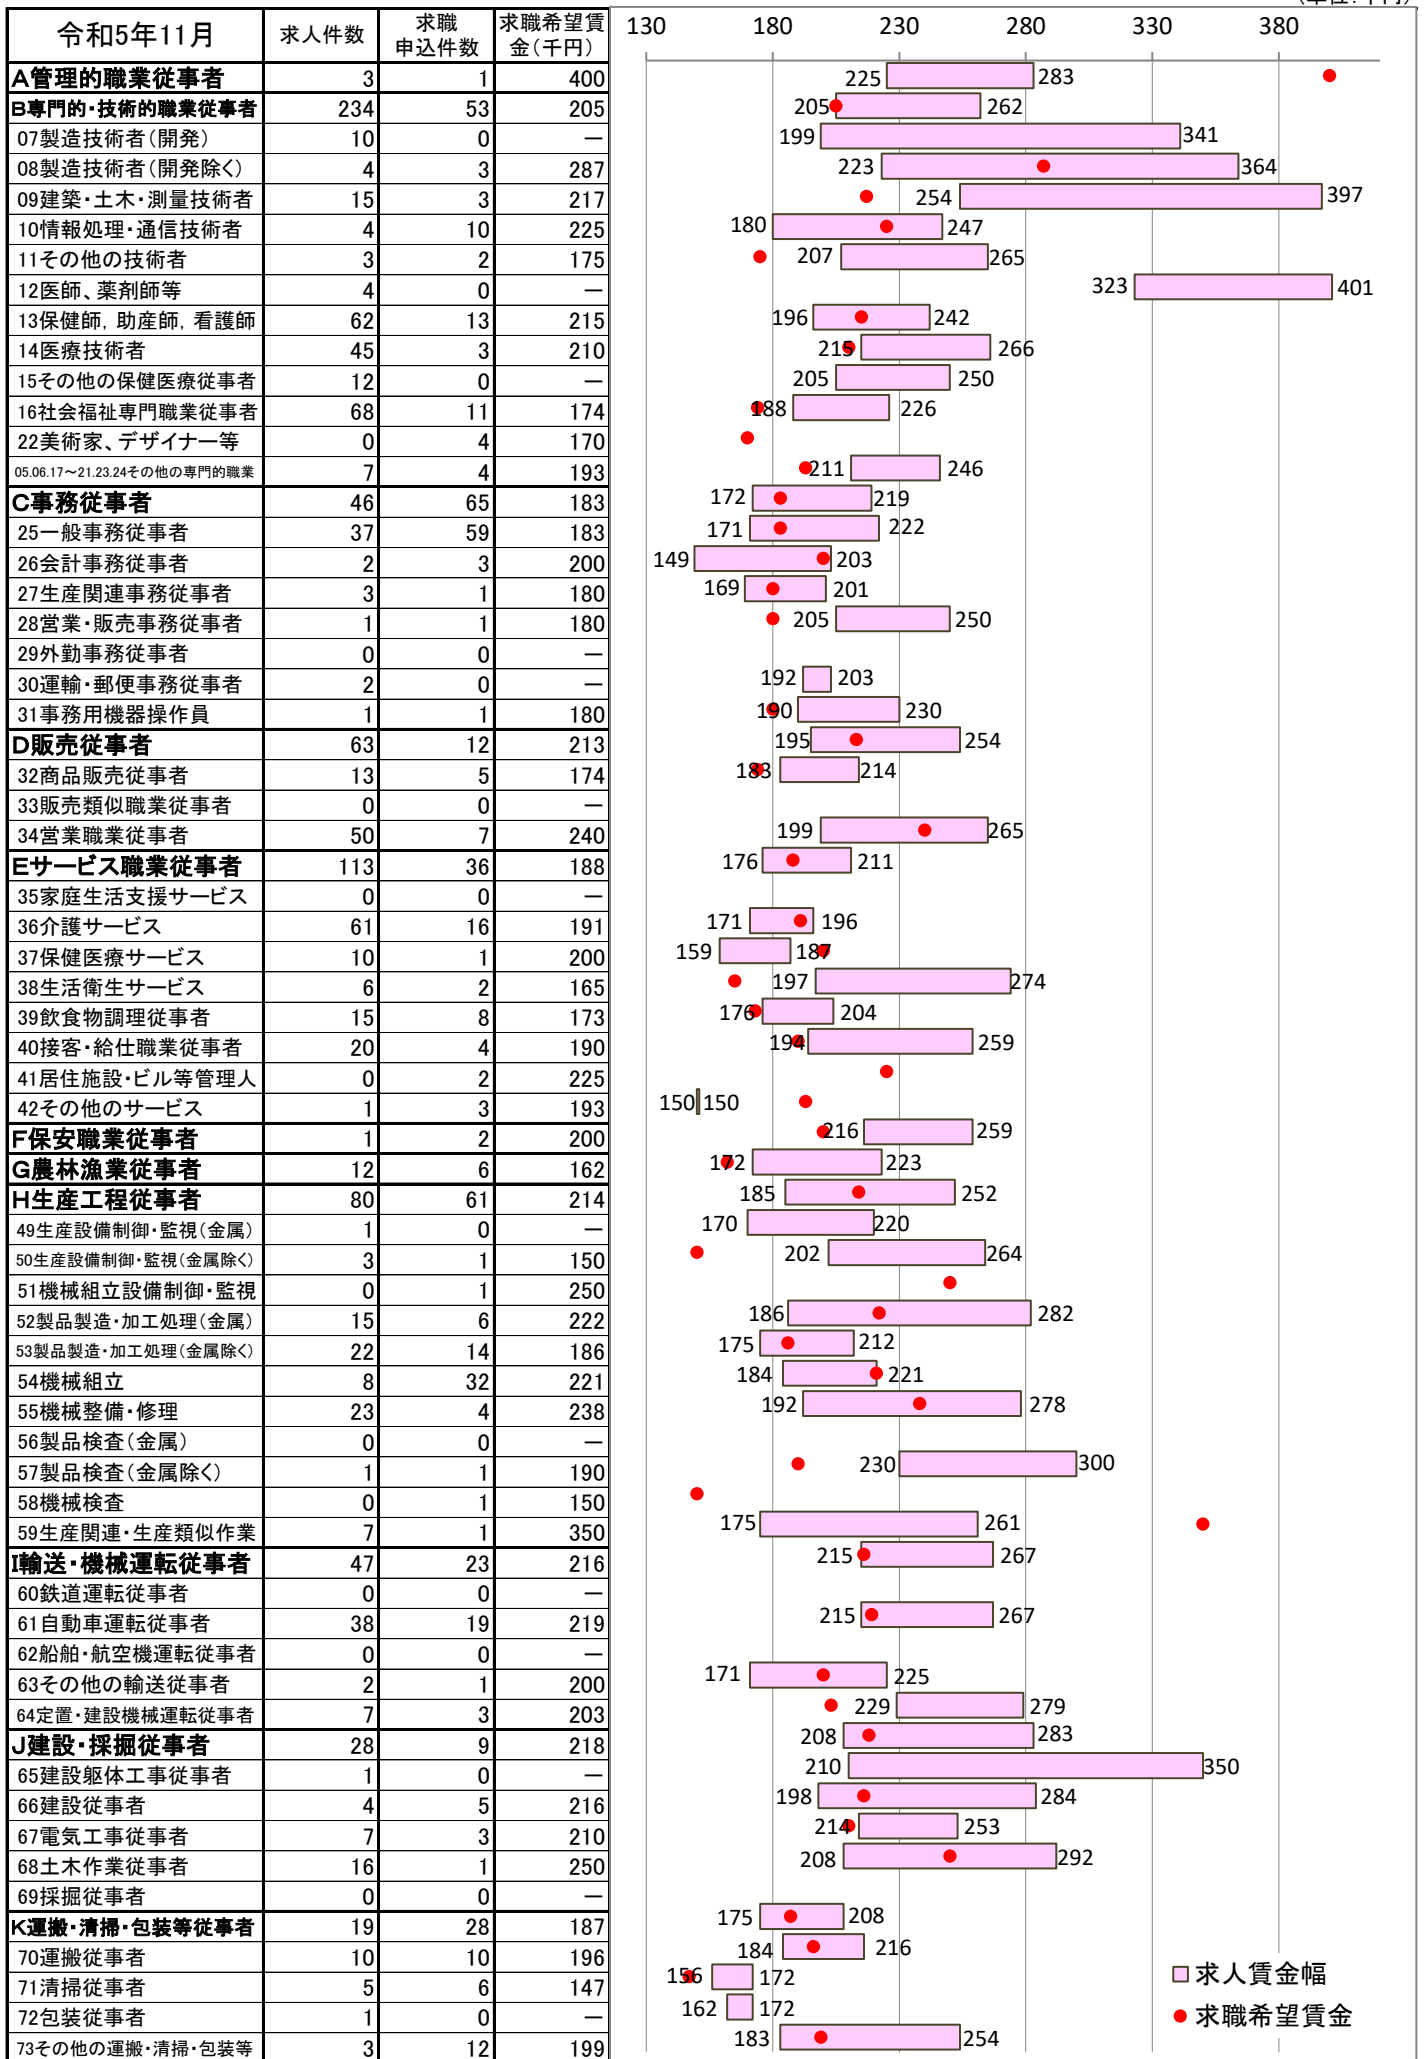 (単位：千円)
令和5年11月 求人件数 求職申込件数 求職希望賃金(千円) 130 180 230 280 330 380
A管理的職業従事者 3 1 400 225 283
B専門的・技術的職業従事者 234 53 205 205 262
07製造技術者(開発) 10 0 － 199 341
08製造技術者(開発除く) 4 3 287 223 364
09建築・土木・測量技術者 15 3 217 254 397
10情報処理・通信技術者 4 10 225 180 247
11その他の技術者 3 2 175 207 265
12医師、薬剤師等 4 0 － 323 401
13保健師，助産師，看護師 62 13 215 196 242
14医療技術者 45 3 210 215 266
15その他の保健医療従事者 12 0 － 205 250
16社会福祉専門職業従事者 68 11 174 188 226
22美術家、デザイナー等 0 4 170
05.06.17～21.23.24その他の専門的職業 7 4 193 211 246
C事務従事者 46 65 183 172 219
25一般事務従事者 37 59 183 171 222
26会計事務従事者 2 3 200 149 203
27生産関連事務従事者 3 1 180 169 201
28営業・販売事務従事者 1 1 180 205 250
29外勤事務従事者 0 0 －
30運輸・郵便事務従事者 2 0 － 192 203
31事務用機器操作員 1 1 180 190 230
D販売従事者 63 12 213 195 254
32商品販売従事者 13 5 174 183 214
33販売類似職業従事者 0 0 －
34営業職業従事者 50 7 240 199 265
Eサービス職業従事者 113 36 188 176 211
35家庭生活支援サービス 0 0 －
36介護サービス 61 16 191 171 196
37保健医療サービス 10 1 200 159 187
38生活衛生サービス 6 2 165 197 274
39飲食物調理従事者 15 8 173 176 204
40接客・給仕職業従事者 20 4 190 194 259
41居住施設・ビル等管理人 0 2 225
42その他のサービス 1 3 193 150 150
F保安職業従事者 1 2 200 216 259
G農林漁業従事者 12 6 162 172 223
H生産工程従事者 80 61 214 185 252
49生産設備制御・監視(金属) 1 0 － 170 220
50生産設備制御・監視(金属除く) 3 1 150 202 264
51機械組立設備制御・監視 0 1 250
52製品製造・加工処理(金属) 15 6 222 186 282
53製品製造・加工処理(金属除く) 22 14 186 175 212
54機械組立 8 32 221 184 221
55機械整備・修理 23 4 238 192 278
56製品検査(金属) 0 0 －
57製品検査(金属除く) 1 1 190 230 300
58機械検査 0 1 150
59生産関連・生産類似作業 7 1 350 175 261
I輸送・機械運転従事者 47 23 216 215 267
60鉄道運転従事者 0 0 －
61自動車運転従事者 38 19 219 215 267
62船舶・航空機運転従事者 0 0 －
63その他の輸送従事者 2 1 200 171 225
64定置・建設機械運転従事者 7 3 203 229 279
J建設・採掘従事者 28 9 218 208 283
65建設躯体工事従事者 1 0 － 210 350
66建設従事者 4 5 216 198 284
67電気工事従事者 7 3 210 214 253
68土木作業従事者 16 1 250 208 292
69採掘従事者 0 0 －
K運搬・清掃・包装等従事者 19 28 187 175 208
70運搬従事者 10 10 196 184 216
71清掃従事者 5 6 147 156 172
72包装従事者 1 0 － 162 172
73その他の運搬・清掃・包装等 3 12 199 183 254
求人賃金幅
求職希望賃金